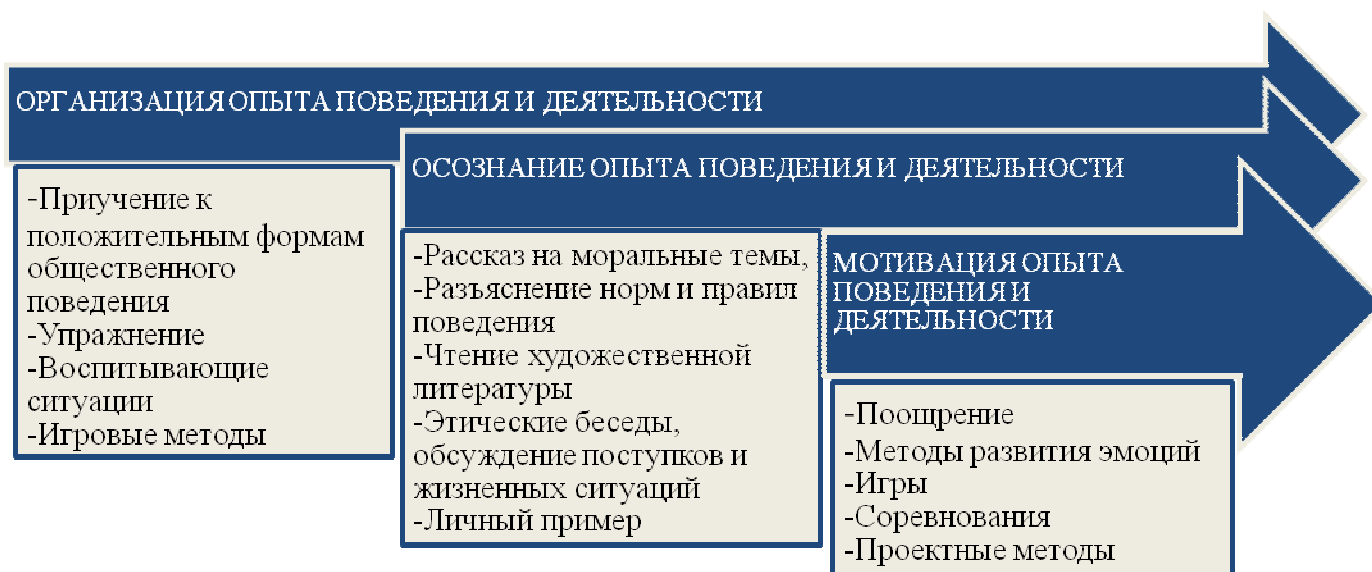 ОРГАНИЗАЦИЯ ОПЫТА ПОВЕДЕНИЯ И ДЕЯТЕЛЬНОСТИ
-Приучение к
положительным формам
общественного
поведения
-Упражнение
-Воспитывающие
ситуации
-Игровые методы
ОСОЗНАНИЕ ОПЫТА ПОВЕДЕНИЯ И ДЕЯТЕЛЬНОСТИ
-Рассказ на моральные темы,
-Разъяснение норм и правил
поведения
-Чтение художественной
литературы
-Этические беседы,
обсуждение поступков и
жизненных ситуаций
-Личный пример
МОТИВАЦИЯ ОПЫТА
ПОВЕДЕНИЯ И
ДЕЯТЕЛЬНОСТИ
-Поощрение
-Методы развития эмоций
-Игры
-Соревнования
-Проектные методы